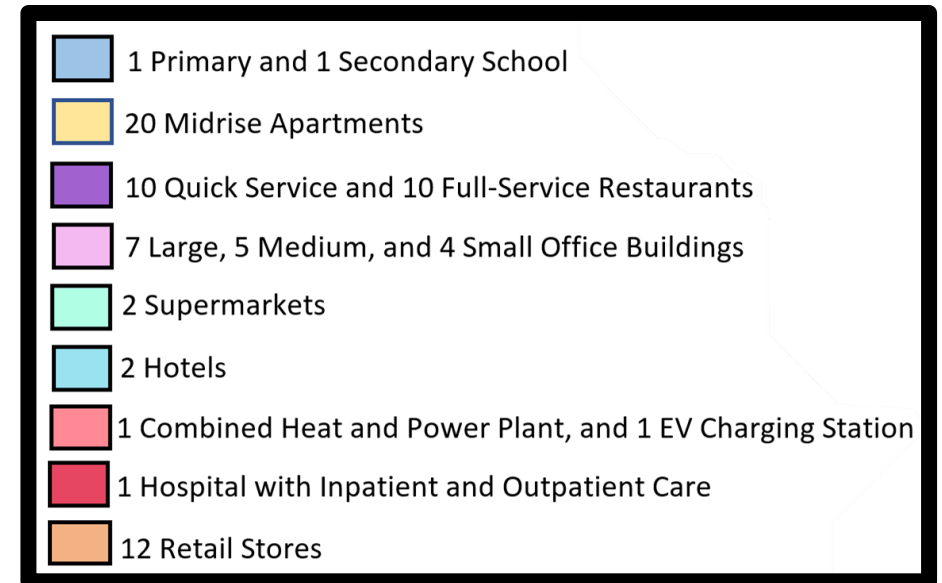 1 Primary and 1 Secondary School
20 Midrise Apartments
10 Quick Service and 10 Full-Service Restaurants
7 Large, 5 Medium, and 4 Small Office Buildings
2 Supermarkets
2 Hotels
1 Combined Heat and Power Plant, and 1 EV Charging Station
1 Hospital with Inpatient and Outpatient Care
12 Retail Stores